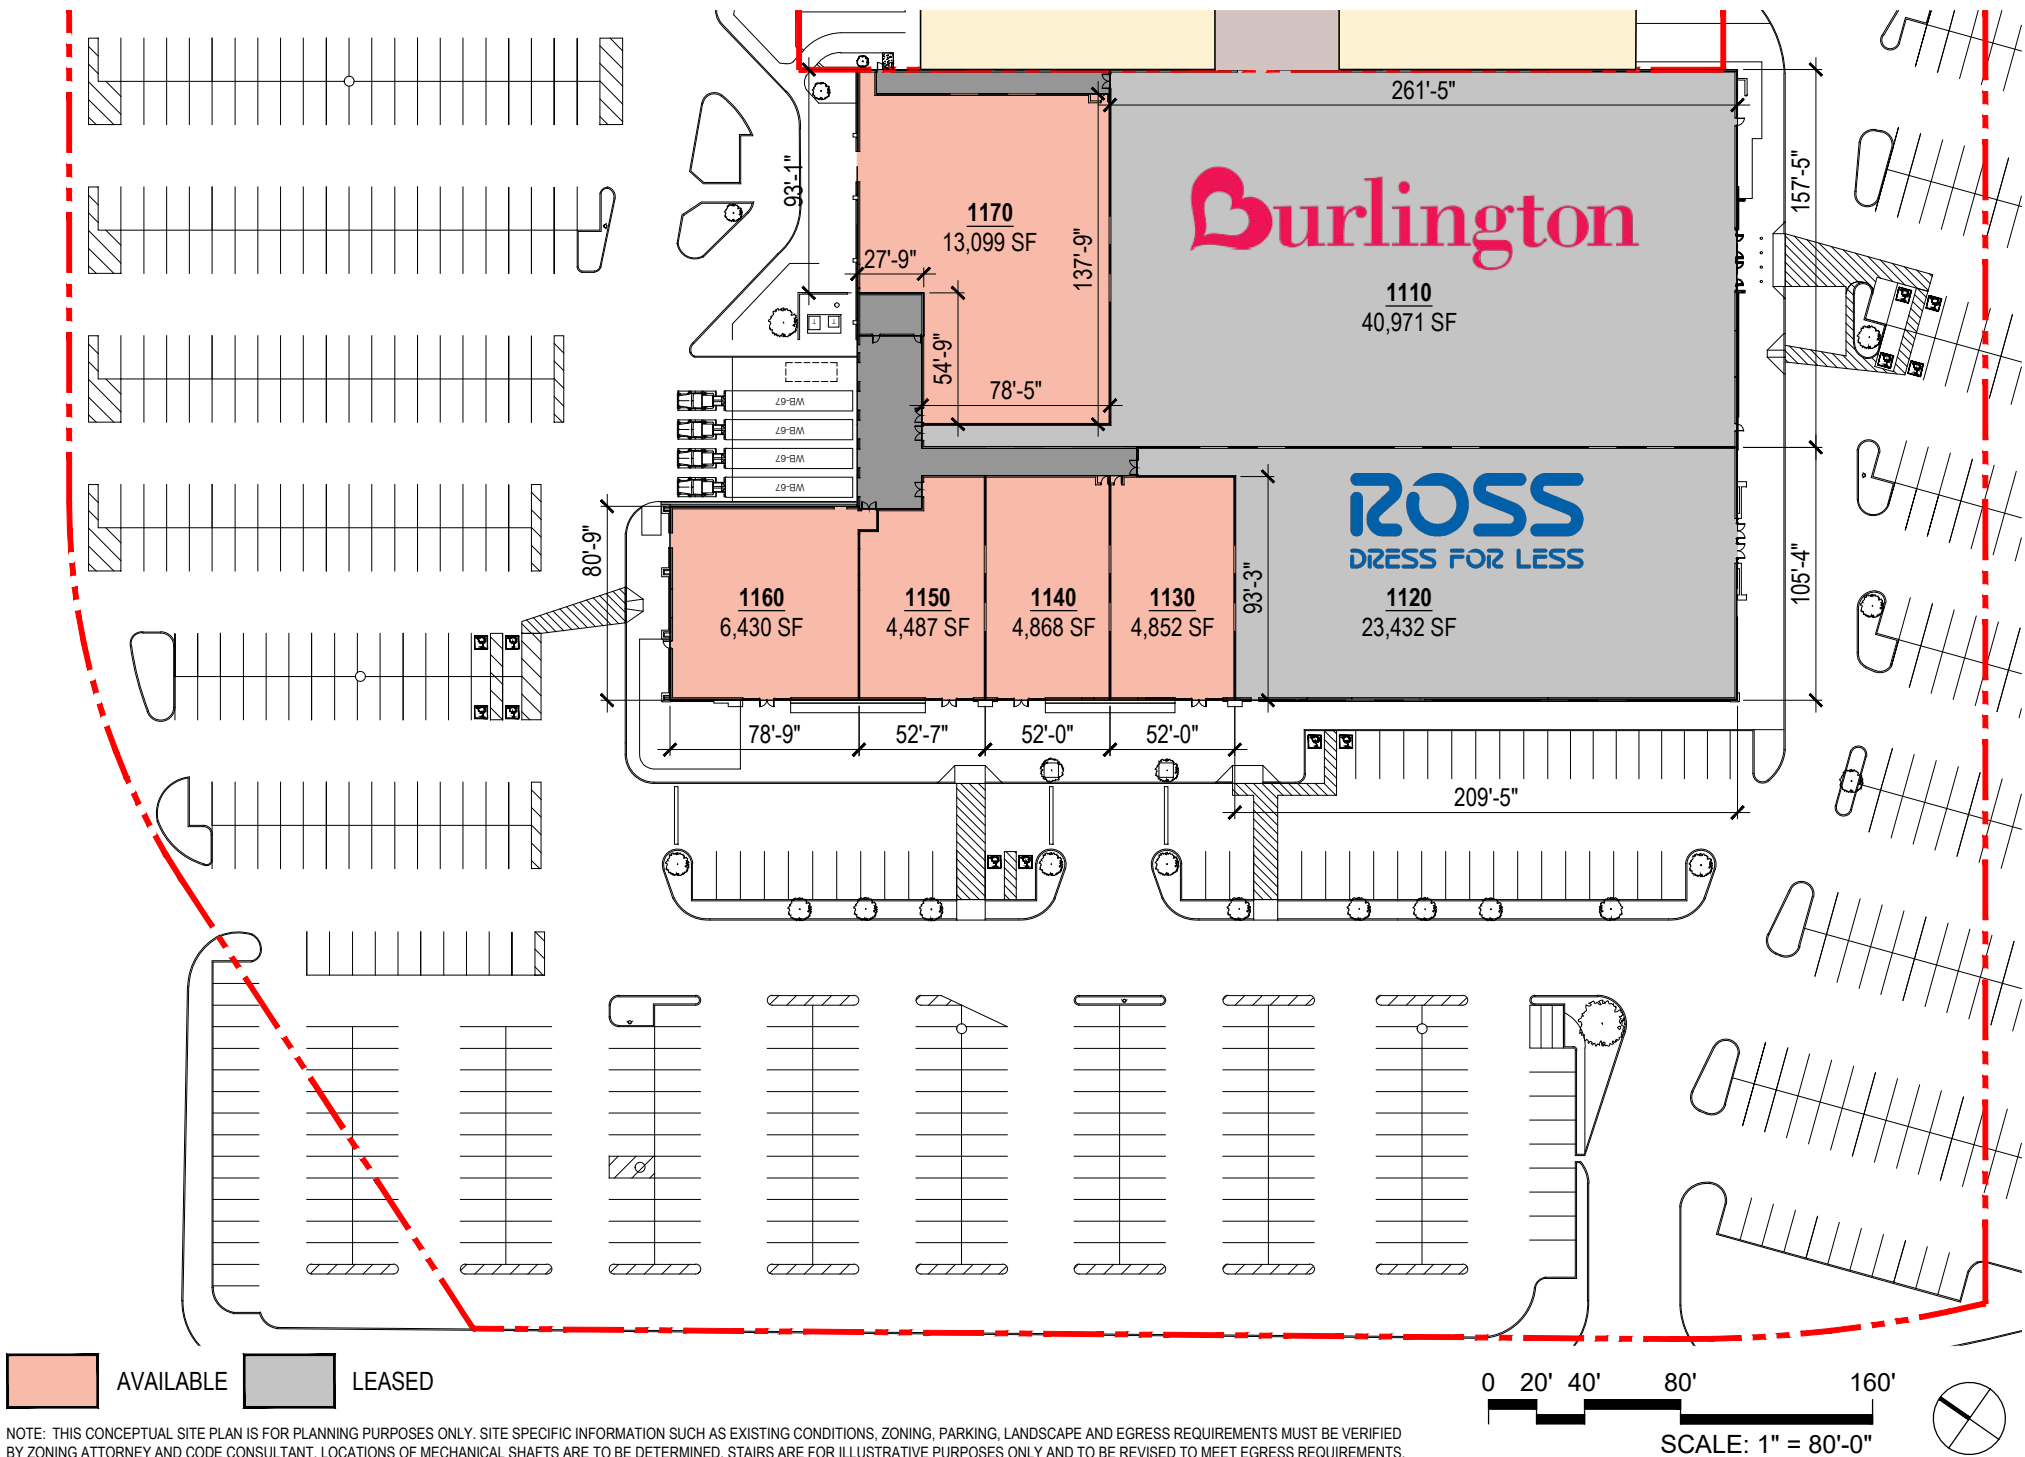 261'-5"
93'-1"
157'-5"
Burlington
1170
13,099 SF
27'-9"
137'-9"
1110
40,971 SF
54'-9"
78'-5"
WB-67
WB-67
WB-67
WB-67
ROSS
DRESS FOR LESS
80'-9"
93'-3"
105'-4"
1160
6,430 SF
1150
4,487 SF
1140
4,868 SF
1130
4,852 SF
1120
23,432 SF
78'-9"
52'-7"
52'-0"
52'-0"
209'-5"
AVAILABLE
LEASED
0 20' 40' 80' 160'
SCALE: 1" = 80'-0"
NOTE: THIS CONCEPTUAL SITE PLAN IS FOR PLANNING PURPOSES ONLY. SITE SPECIFIC INFORMATION SUCH AS EXISTING CONDITIONS, ZONING, PARKING, LANDSCAPE AND EGRESS REQUIREMENTS MUST BE VERIFIED
BY ZONING ATTORNEY AND CODE CONSULTANT. LOCATIONS OF MECHANICAL SHAFTS ARE TO BE DETERMINED. STAIRS ARE FOR ILLUSTRATIVE PURPOSES ONLY AND TO BE REVISED TO MEET EGRESS REQUIREMENTS.